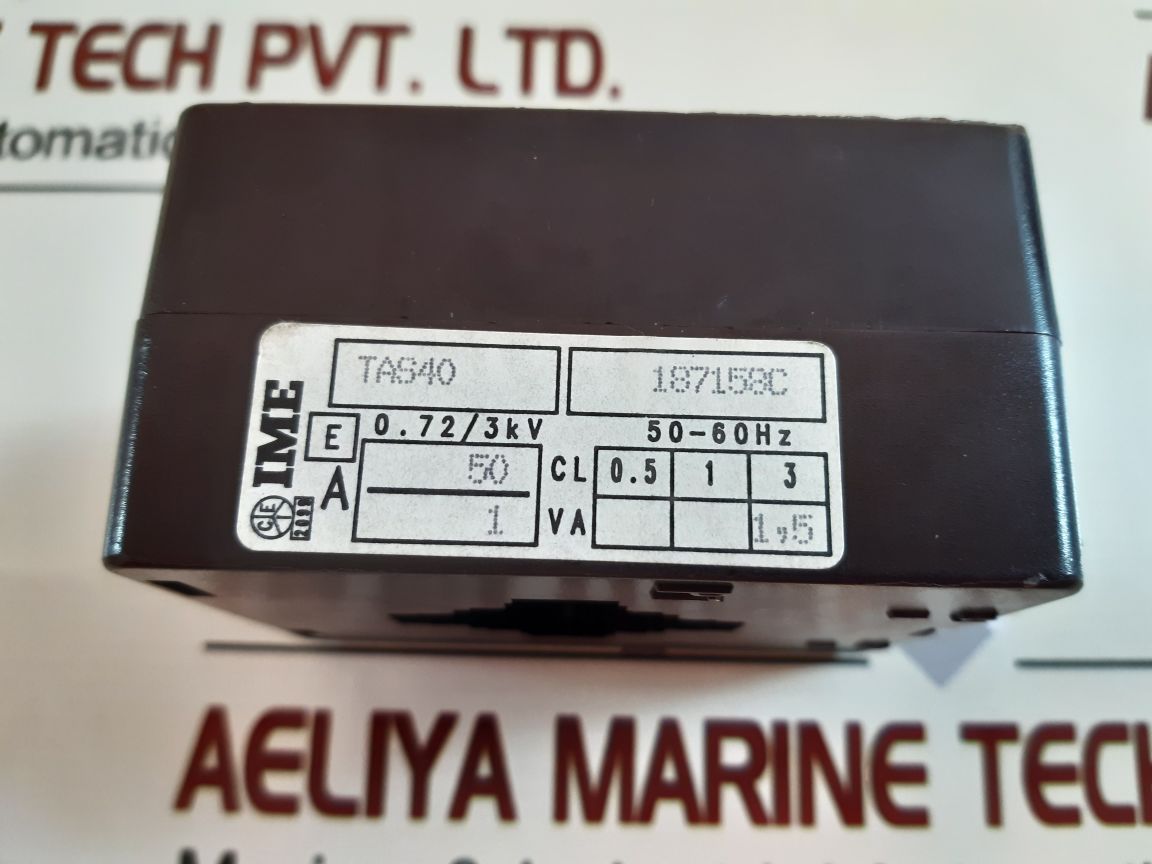 TECH PVT. LTD.
TAS40
187158C
IME
E
0.72/3kV
50-60Hz
A
50
1
CL
0.5
1
3
VA
1,5
CE
AELIYA MARINE TECH